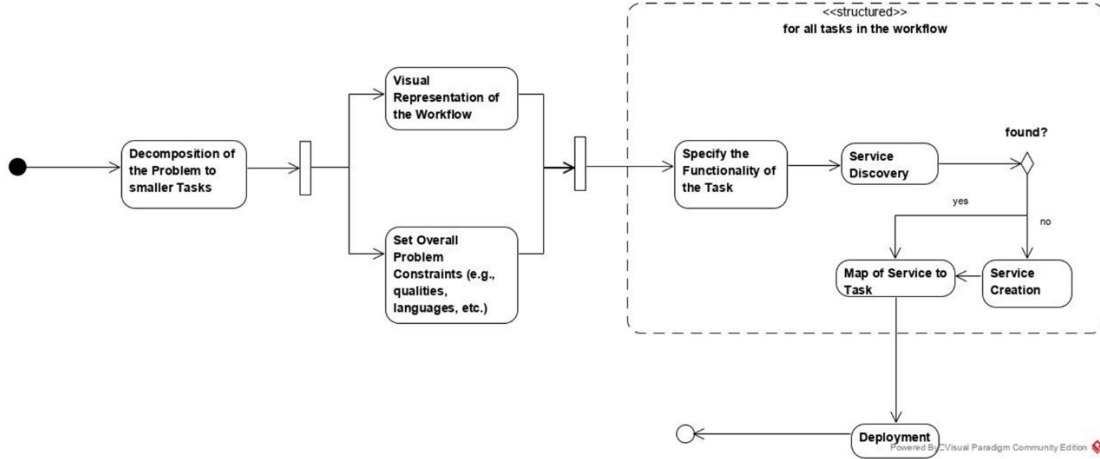 <<structured>>
for all tasks in the workflow
Visual
Representation of
the Workflow
found?
Decomposition of
the Problem to
smaller Tasks
Specify the
Functionality of
the Task
Service
Discovery
yes
no
Set Overall
Problem
Constraints (e.g.,
qualities,
languages, etc.)
Map of Service to
Task
Service
Creation
Deployment
Powered By Visual Paradigm Community Edition